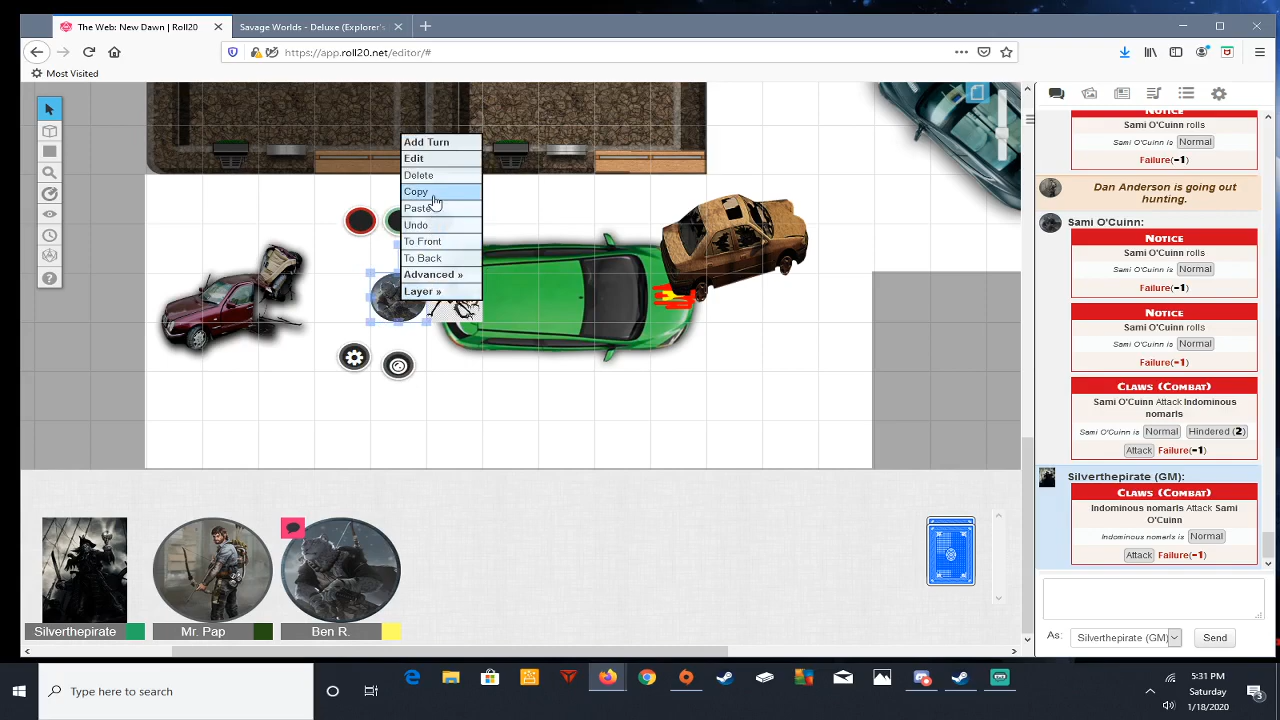 The Web: New Dawn | Roll20
Savage Worlds - Deluxe (Explorer's
https://app.roll20.net/editor/#
Most Visited
Add Turn
Edit
Delete
Copy
Paste
Undo
To Front
To Back
Advanced »
Layer »
Silverthepirate
Mr. Pap
Ben R.
NOTICE
Sami O'Cuinn rolls
Sami O'Cuinn is Normal
Failure(-1)
Dan Anderson is going out
hunting.
Sami O'Cuinn:
NOTICE
Sami O'Cuinn rolls
Sami O'Cuinn is Normal
Failure(-1)
NOTICE
Sami O'Cuinn rolls
Sami O'Cuinn is Normal
Failure(-1)
CLAWS (COMBAT)
Sami O'Cuinn Attack Indominous
nomaris
Sami O'Cuinn is Normal Hindered (2)
Attack Failure(-1)
Silverthepirate (GM):
CLAWS (COMBAT)
Indominous nomaris Attack Sami
O'Cuinn
Indominous nomaris is Normal
Attack Failure(-1)
As: Silverthepirate (GM) Send
Type here to search
5:31 PM
Saturday
1/18/2020
3